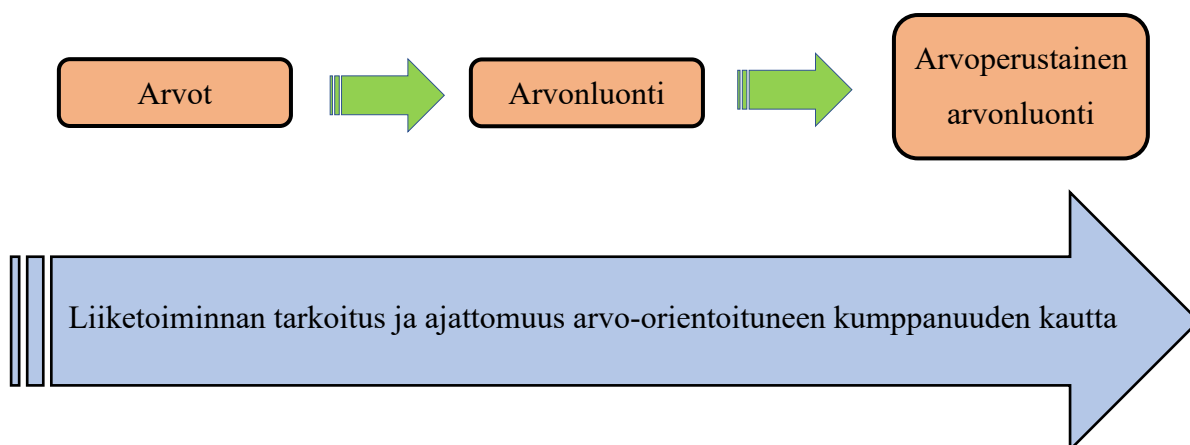 Arvot
Arvonluonti
Arvoperustainen
arvonluonti
Liiketoiminnan tarkoitus ja ajattomuus arvo-orientoituneen kumppanuuden kautta